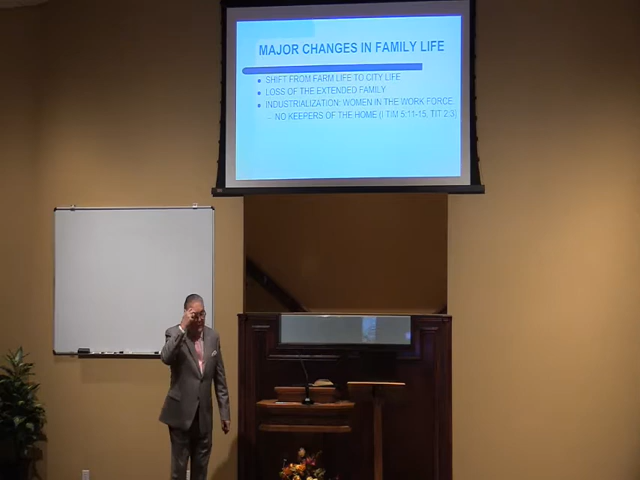 MAJOR CHANGES IN FAMILY LIFE
SHIFT FROM FARM LIFE TO CITY LIFE
LOSS OF THE EXTENDED FAMILY
INDUSTRIALIZATION: WOMEN IN THE WORK FORCE
— NO KEEPERS OF THE HOME (I TIM 5:11-15, TIT 2:3)